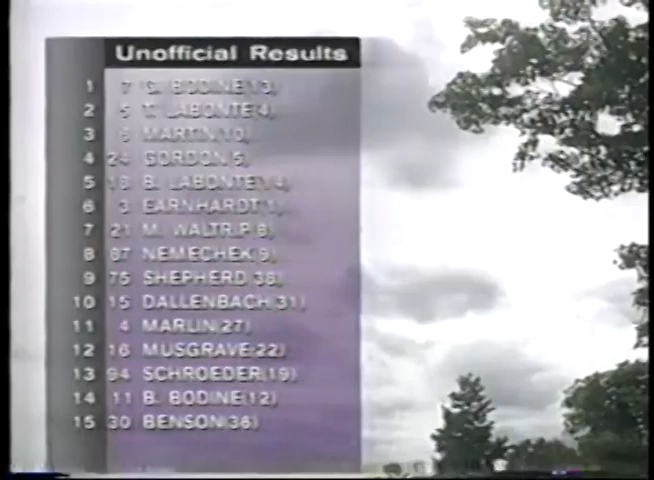 Unofficial Results
1 7 G. BODINE(13)
2 5 T. LABONTE(4)
3 6 MARTIN(10)
4 24 GORDON(5)
5 18 B. LABONTE(14)
6 3 EARNHARDT(1)
7 21 M. WALTRIP(8)
8 87 NEMECHEK(9)
9 75 SHEPHERD(38)
10 15 DALLENBACH(31)
11 4 MARLIN(27)
12 16 MUSGRAVE(22)
13 94 SCHROEDER(19)
14 11 B. BODINE(12)
15 30 BENSON(36)